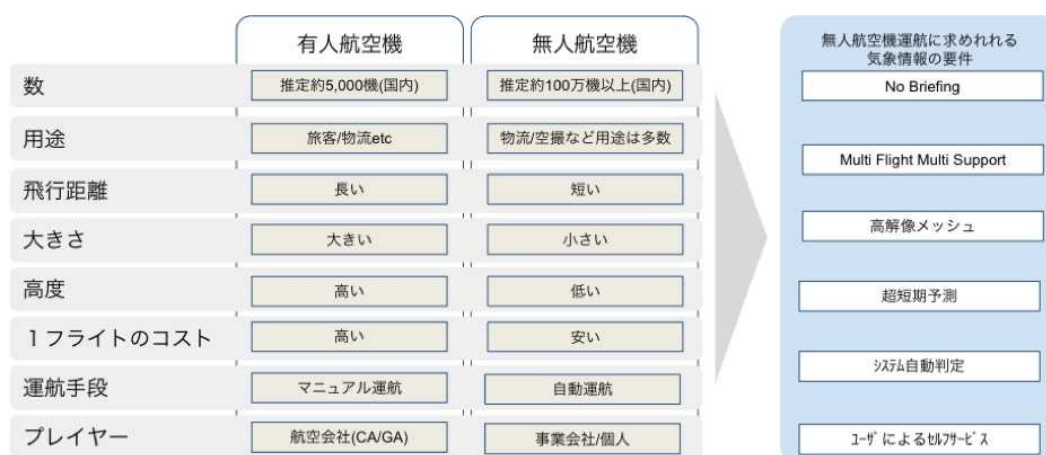 有人航空機
無人航空機
数
推定約5,000機(国内)
推定約100万機以上(国内)
用途
旅客/物流etc
物流/空撮など用途は多数
飛行距離
長い
短い
大きさ
大きい
小さい
高度
高い
低い
1フライトのコスト
高い
安い
運航手段
マニュアル運航
自動運航
プレイヤー
航空会社(CA/GA)
事業会社/個人
無人航空機運航に求めれれる
気象情報の要件
No Briefing
Multi Flight Multi Support
高解像メッシュ
超短期予測
ｼｽﾃﾑ自動判定
ﾕｰｻﾞによるｾﾙﾌｻｰﾋﾞｽ